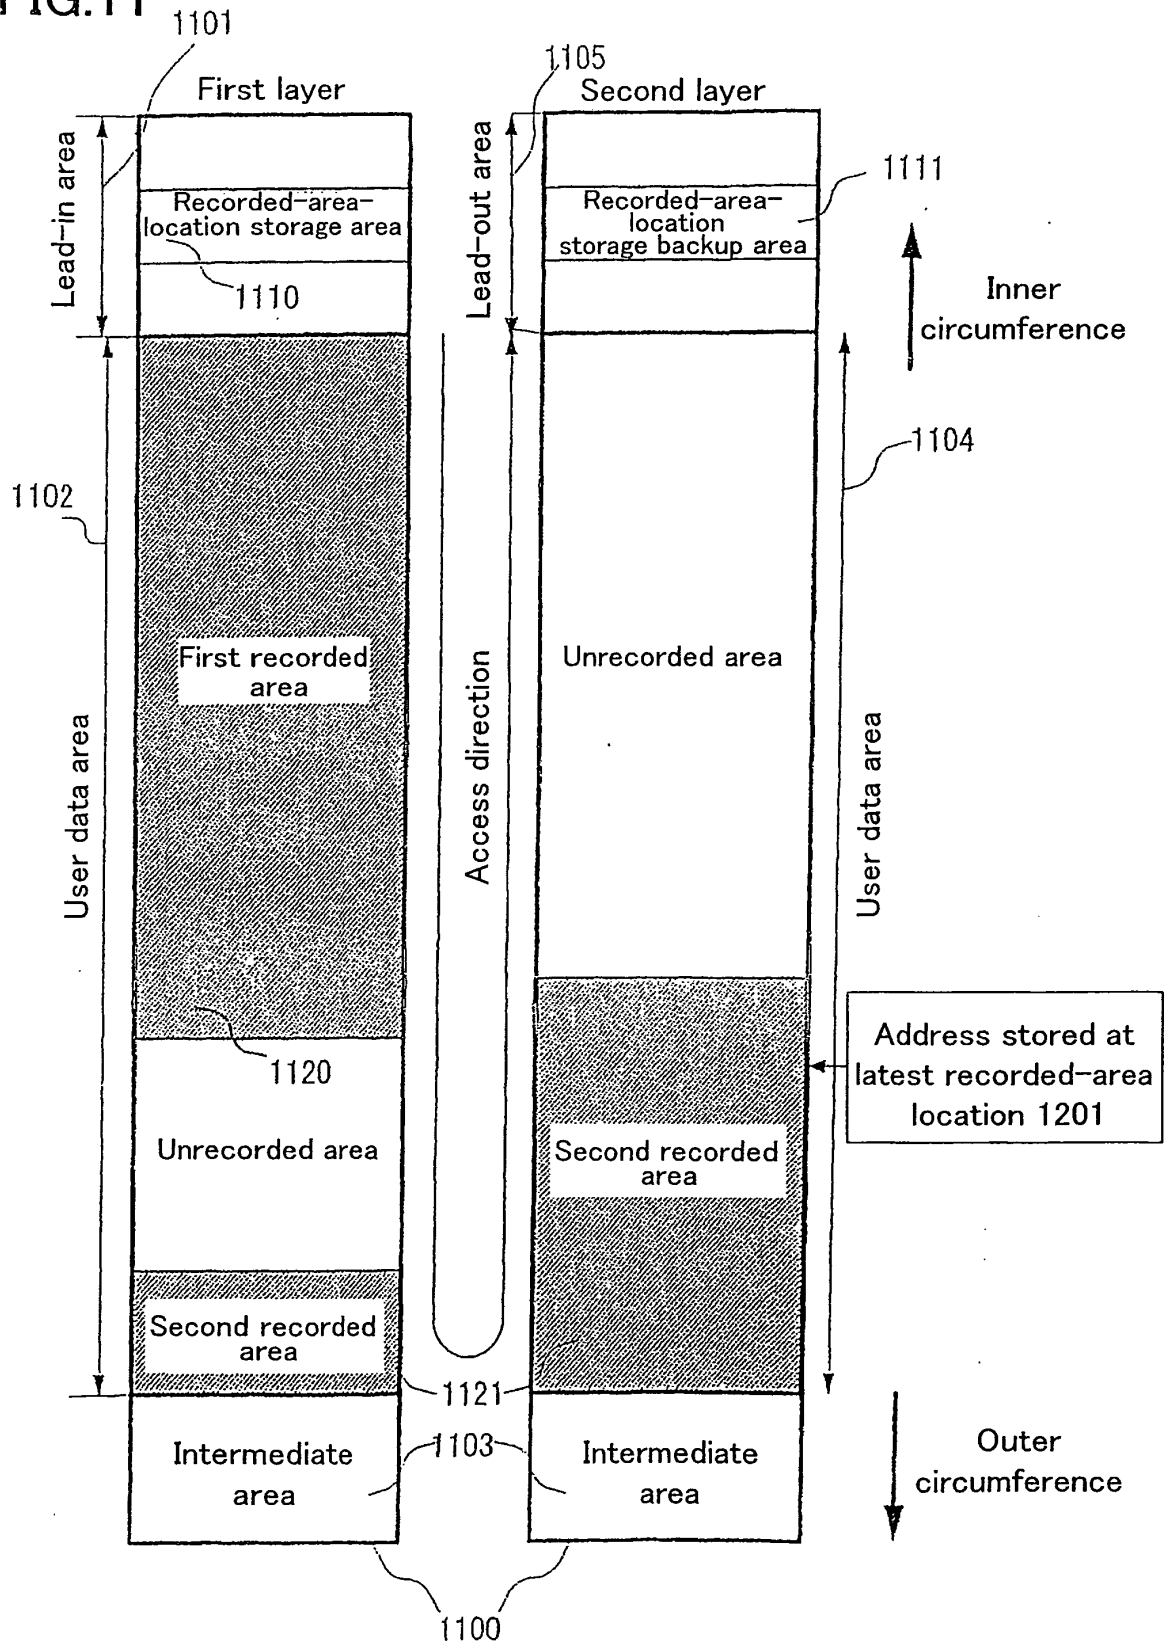 FIG.11
1101
1105
First layer
Second layer
Lead-in area
Recorded-area-
location storage area
1110
Lead-out area
Recorded-area-
location
storage backup area
1111
Inner
circumference
1104
1102
First recorded
area
Unrecorded area
Access direction
User data area
User data area
1120
Address stored at
latest recorded-area
location 1201
Unrecorded area
Second recorded
area
Second recorded
area
1121
1103
Intermediate
area
Intermediate
area
Outer
circumference
1100